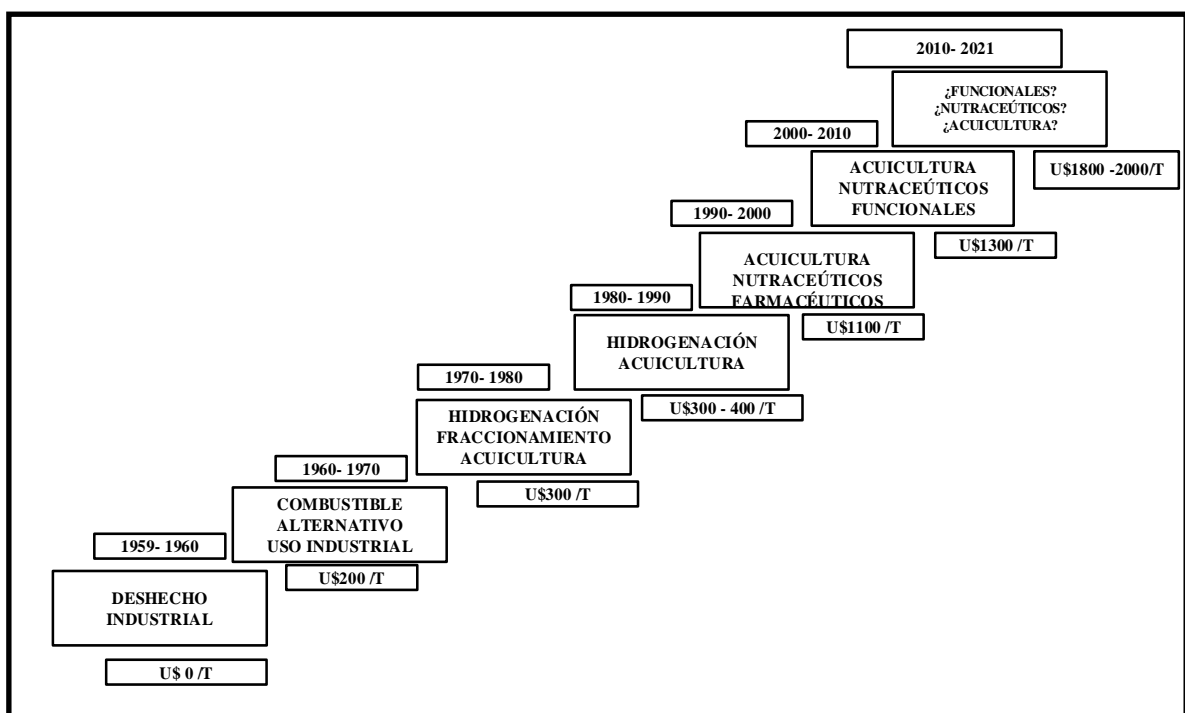 2010- 2021
¿FUNCIONALES?
¿NUTRACEÚTICOS?
¿ACUICULTURA?
U$1800 -2000/T
2000- 2010
ACUICULTURA
NUTRACEÚTICOS
FUNCIONALES
U$1300 /T
1990- 2000
ACUICULTURA
NUTRACEÚTICOS
FARMACÉUTICOS
U$1100 /T
1980- 1990
HIDROGENACIÓN
ACUICULTURA
U$300 - 400 /T
1970- 1980
HIDROGENACIÓN
FRACCIONAMIENTO
ACUICULTURA
U$300 /T
1960- 1970
COMBUSTIBLE
ALTERNATIVO
USO INDUSTRIAL
U$200 /T
1959- 1960
DESHECHO
INDUSTRIAL
U$ 0 /T